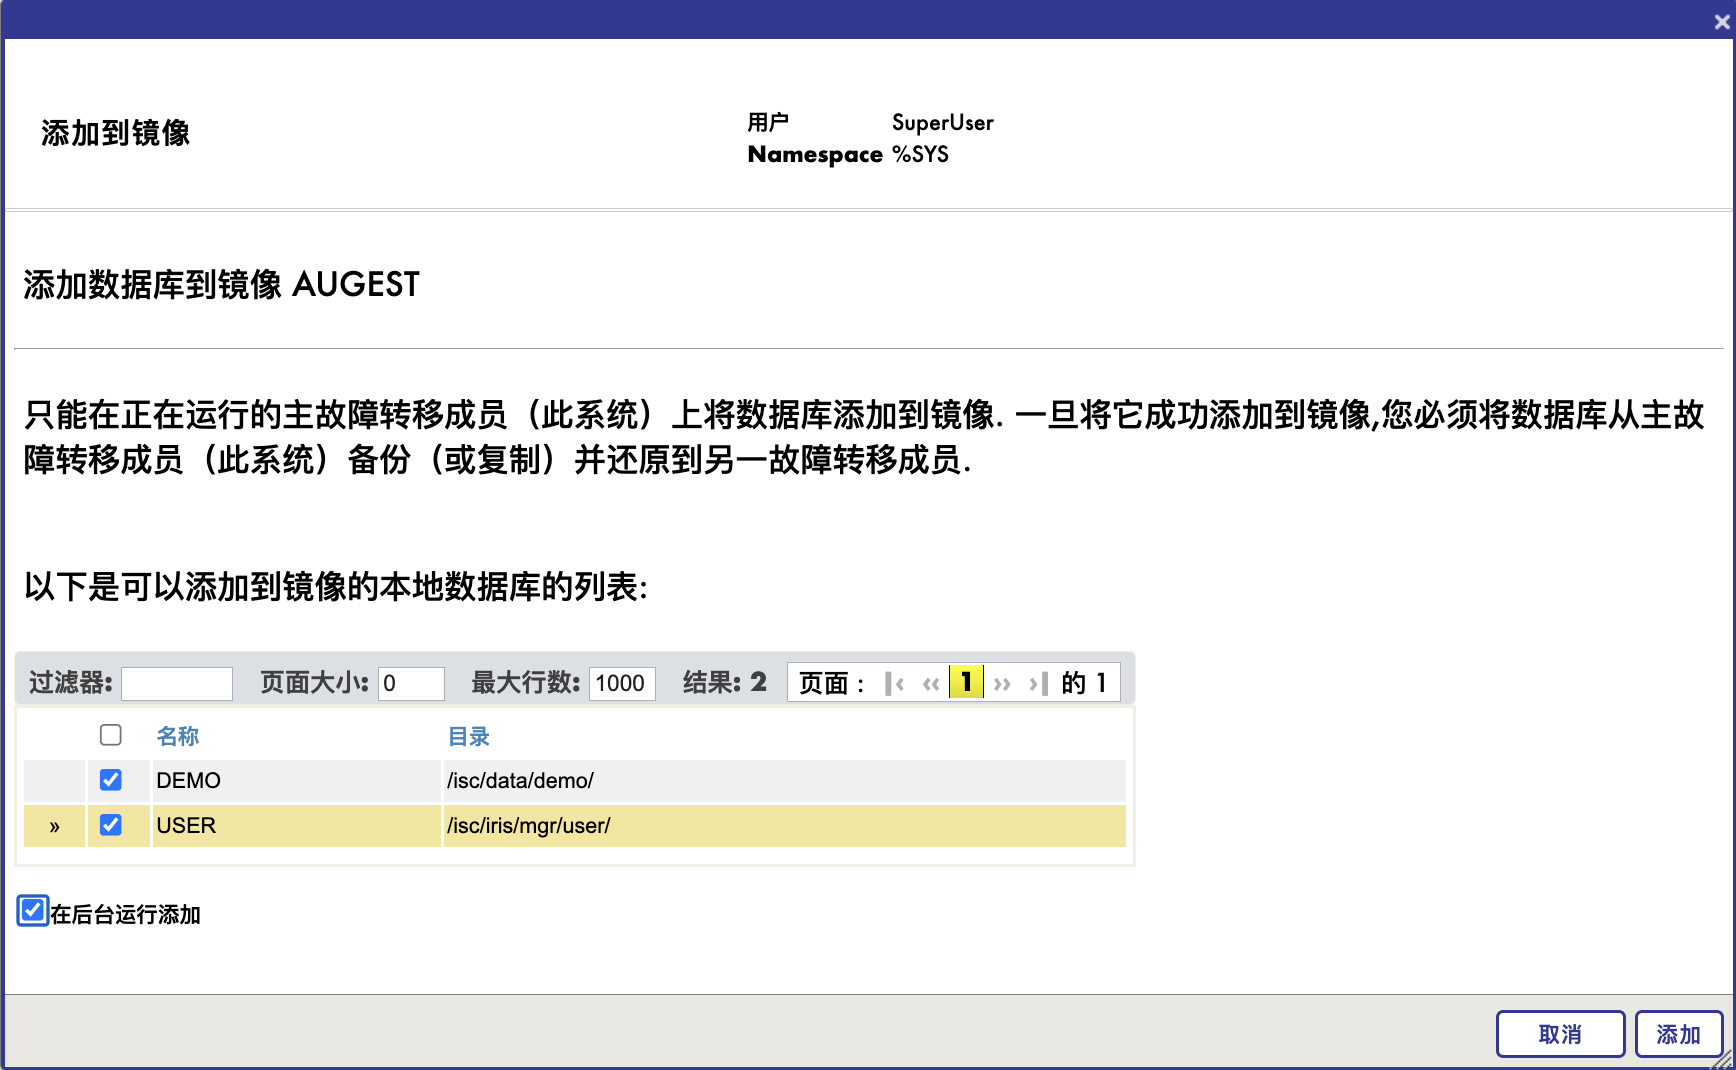 添加到镜像
用户 SuperUser
Namespace %SYS
添加数据库到镜像 AUGEST
只能在正在运行的主故障转移成员（此系统）上将数据库添加到镜像. 一旦将它成功添加到镜像,您必须将数据库从主故
障转移成员（此系统）备份（或复制）并还原到另一故障转移成员.
以下是可以添加到镜像的本地数据库的列表:
过滤器: 页面大小: 0 最大行数: 1000 结果: 2 页面： |‹ ‹‹ 1 ›› ›| 的 1
名称 目录
DEMO /isc/data/demo/
» USER /isc/iris/mgr/user/
在后台运行添加
取消 添加